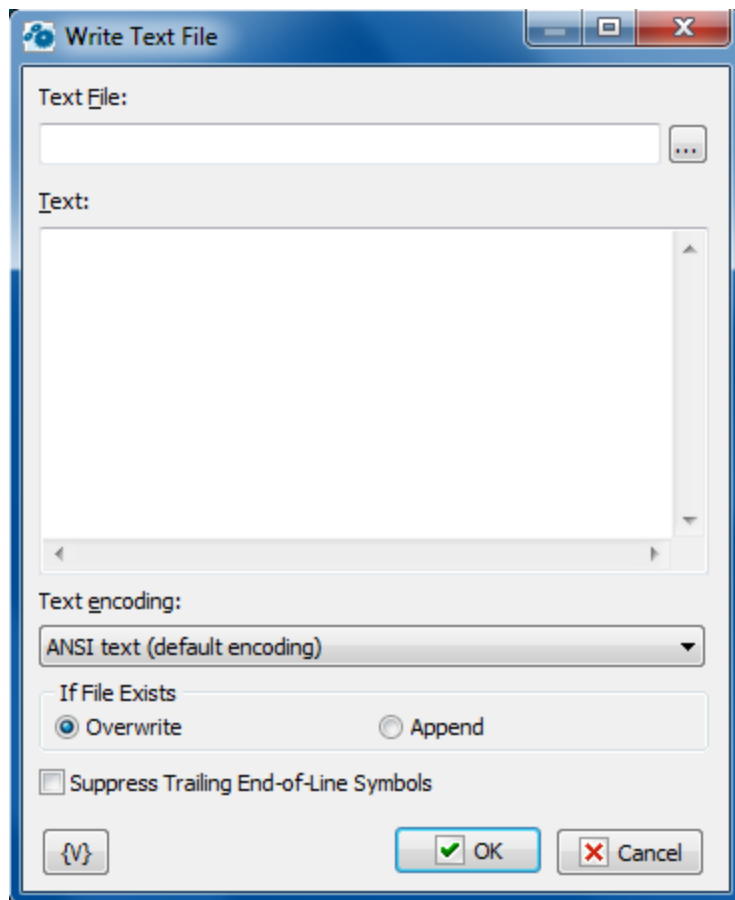 Write Text File
Text File:
...
Text:
Text encoding:
ANSI text (default encoding)
If File Exists
Overwrite Append
Suppress Trailing End-of-Line Symbols
{V} OK Cancel